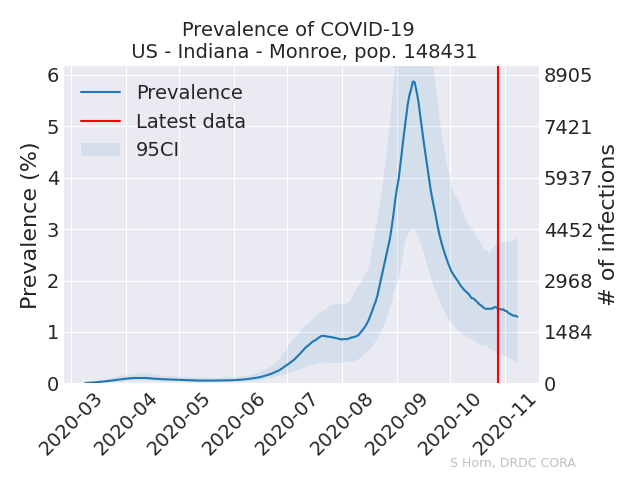 Prevalence of COVID-19
US - Indiana - Monroe, pop. 148431
Prevalence
Latest data
95CI
Prevalence (%)
6
5
4
3
2
1
0
8905
7421
5937
4452
2968
1484
0
# of infections
2020-03
2020-04
2020-05
2020-06
2020-07
2020-08
2020-09
2020-10
2020-11
S Horn, DRDC CORA